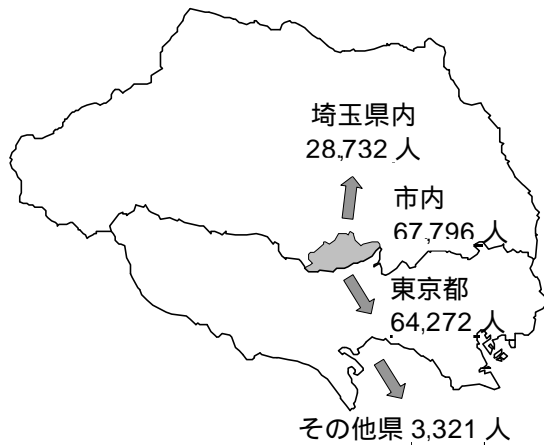 埼玉県内
28,732 人
市内
67,796 人
東京都
64,272 人
その他県 3,321 人